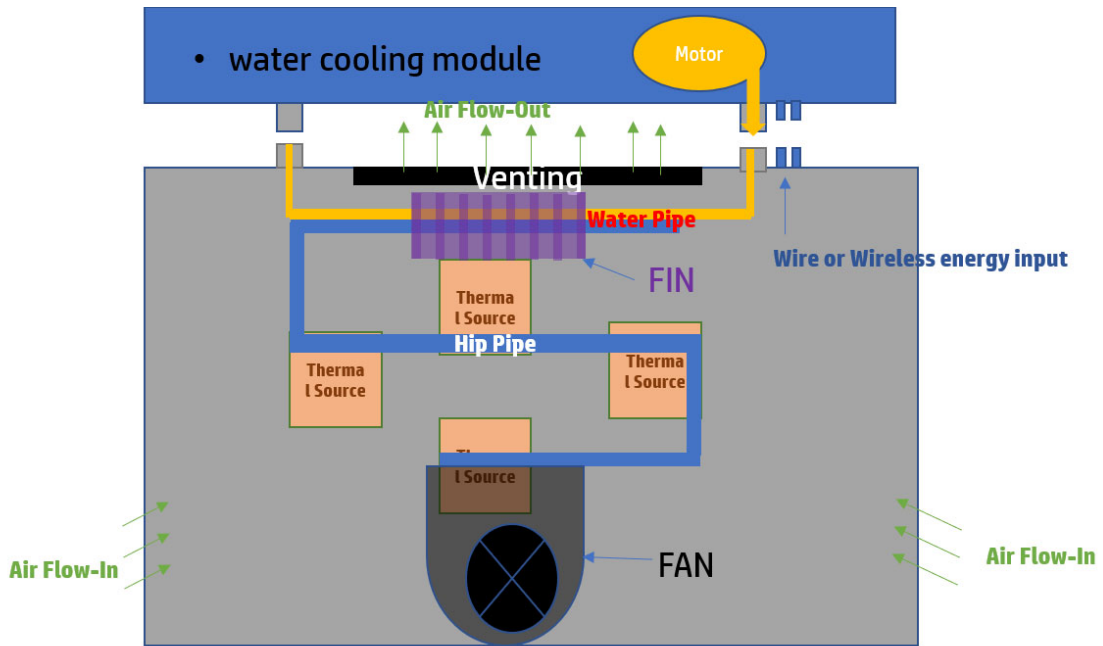 • water cooling module
Motor
Air Flow-Out
Venting
Water Pipe
Wire or Wireless energy input
FIN
Therma
l Source
Hip Pipe
Therma
l Source
Therma
l Source
Therma
l Source
Air Flow-In
FAN
Air Flow-In